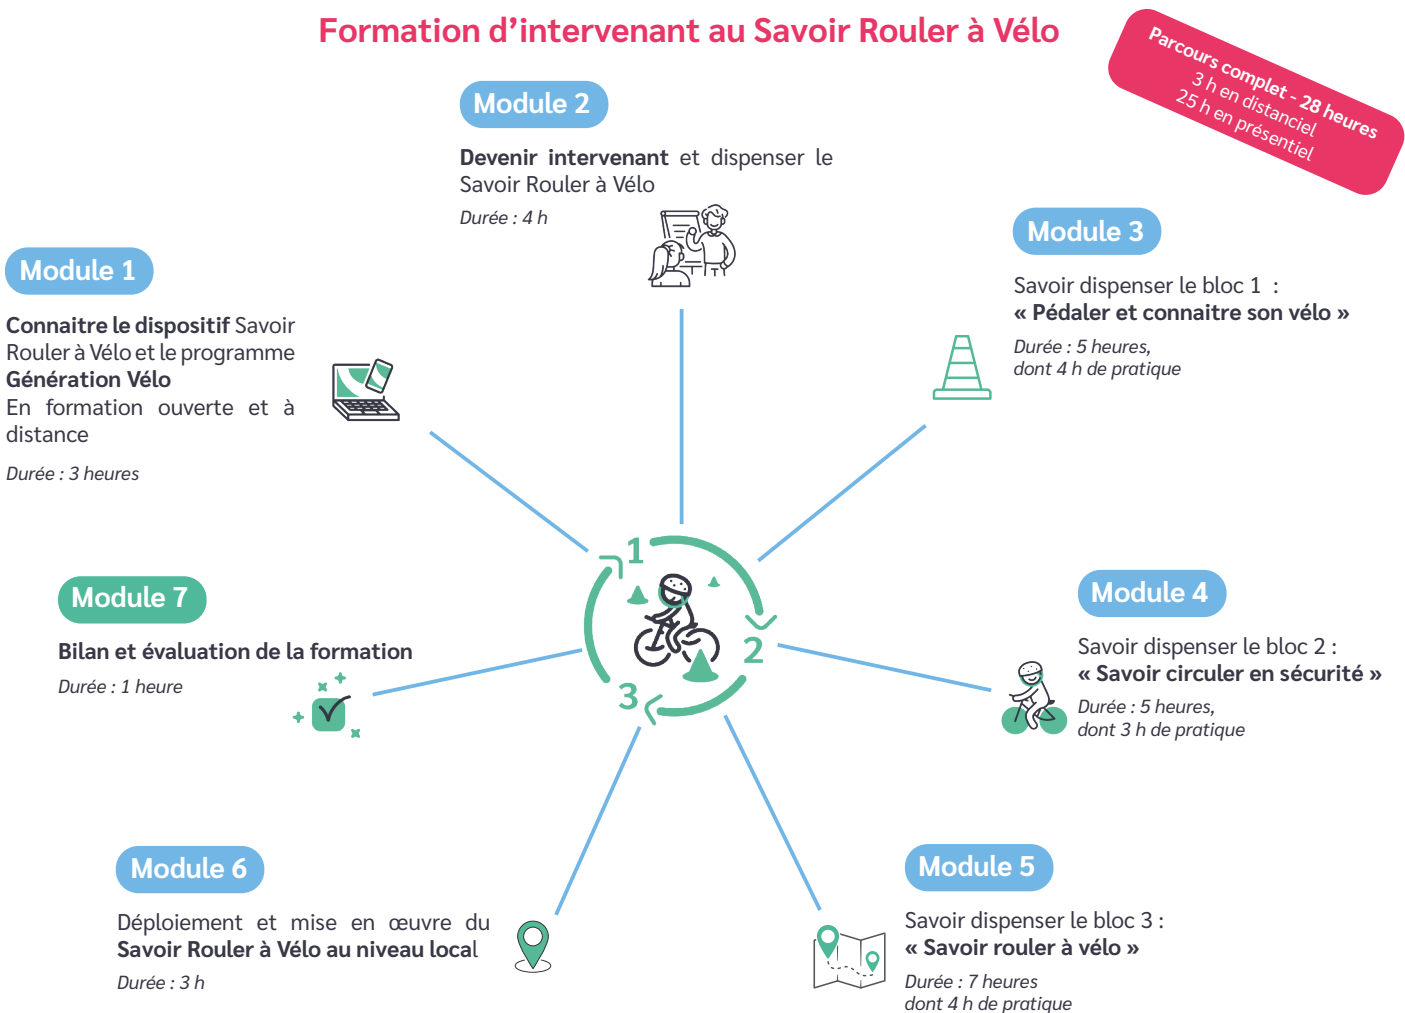 Formation d’intervenant au Savoir Rouler à Vélo
Parcours complet - 28 heures
3 h en distanciel
25 h en présentiel
Module 1
Connaitre le dispositif Savoir
Rouler à Vélo et le programme
Génération Vélo
En formation ouverte et à
distance
Durée : 3 heures
Module 2
Devenir intervenant et dispenser le
Savoir Rouler à Vélo
Durée : 4 h
Module 3
Savoir dispenser le bloc 1 :
« Pédaler et connaitre son vélo »
Durée : 5 heures,
dont 4 h de pratique
Module 4
Savoir dispenser le bloc 2 :
« Savoir circuler en sécurité »
Durée : 5 heures,
dont 3 h de pratique
Module 5
Savoir dispenser le bloc 3 :
« Savoir rouler à vélo »
Durée : 7 heures
dont 4 h de pratique
Module 6
Déploiement et mise en œuvre du
Savoir Rouler à Vélo au niveau local
Durée : 3 h
Module 7
Bilan et évaluation de la formation
Durée : 1 heure
1
2
3